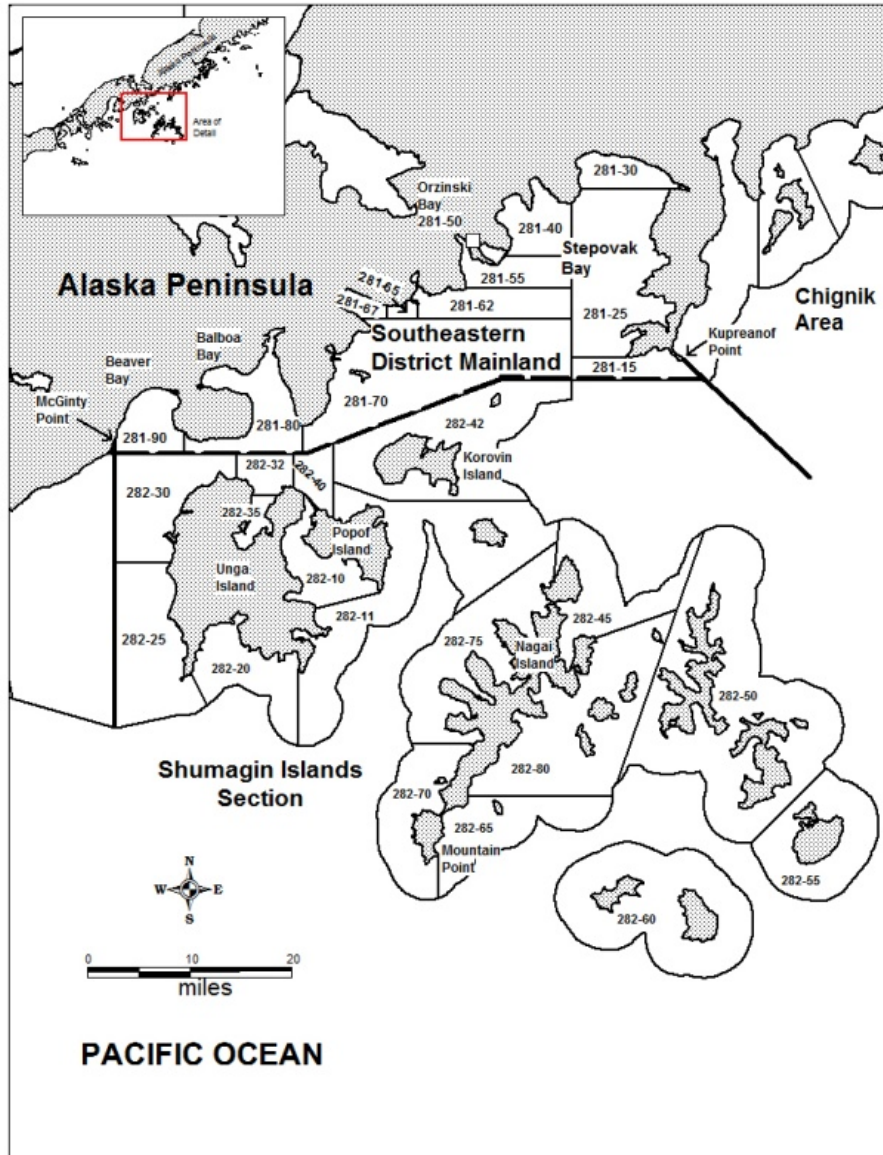 Alaska Peninsula
Area of
Detail
281-30
Orzinski
Bay
281-50
281-40
Stepovak
Bay
281-55
281-65
281-67
281-62
281-25
Alaska Peninsula
Chignik
Area
Southeastern
District Mainland
Kupreanof
Point
Balboa
Bay
Beaver
Bay
McGinty
Point
281-15
281-70
281-90
281-80
282-42
282-32
282-40
Korovin
Island
282-30
282-35
Popof
Island
Unga
Island
282-10
282-11
282-25
282-20
282-45
282-75
Nagai
Island
282-50
Shumagin Islands
Section
282-80
282-70
282-65
Mountain
Point
282-55
282-60
N
W
E
S
0
10
20
miles
PACIFIC OCEAN